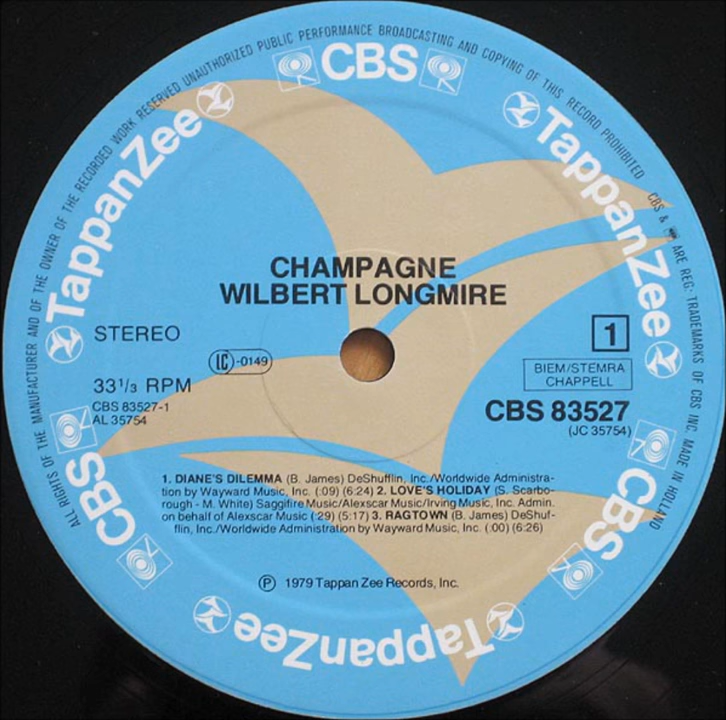 ALL RIGHTS OF THE MANUFACTURER AND OF THE OWNER OF THE RECORDED WORK RESERVED UNAUTHORIZED PUBLIC PERFORMANCE BROADCASTING AND COPYING OF THIS RECORD PROHIBITED CBS & ARE REG: TRADEMARKS OF CBS INC. MADE IN HOLLAND
CBS
TappanZee
TappanZee
CHAMPAGNE
WILBERT LONGMIRE
STEREO
1
LC -0149
BIEM/STEMRA
CHAPPELL
33 1/3 RPM
CBS 83527-1
AL 35754
CBS 83527
(JC 35754)
CBS
CBS
1. DIANE'S DILEMMA (B. James) DeShufflin, Inc./Worldwide Administra-
tion by Wayward Music, Inc. (:09) (6:24) 2. LOVE'S HOLIDAY (S. Scarbo-
rough - M. White) Saggifire Music/Alexscar Music/Irving Music, Inc. Admin.
on behalf of Alexscar Music (:29) (5:17) 3. RAGTOWN (B. James) DeShuf-
flin, Inc./Worldwide Administration by Wayward Music, Inc. (:00) (6:26)
Ⓟ 1979 Tappan Zee Records, Inc.
TappanZee